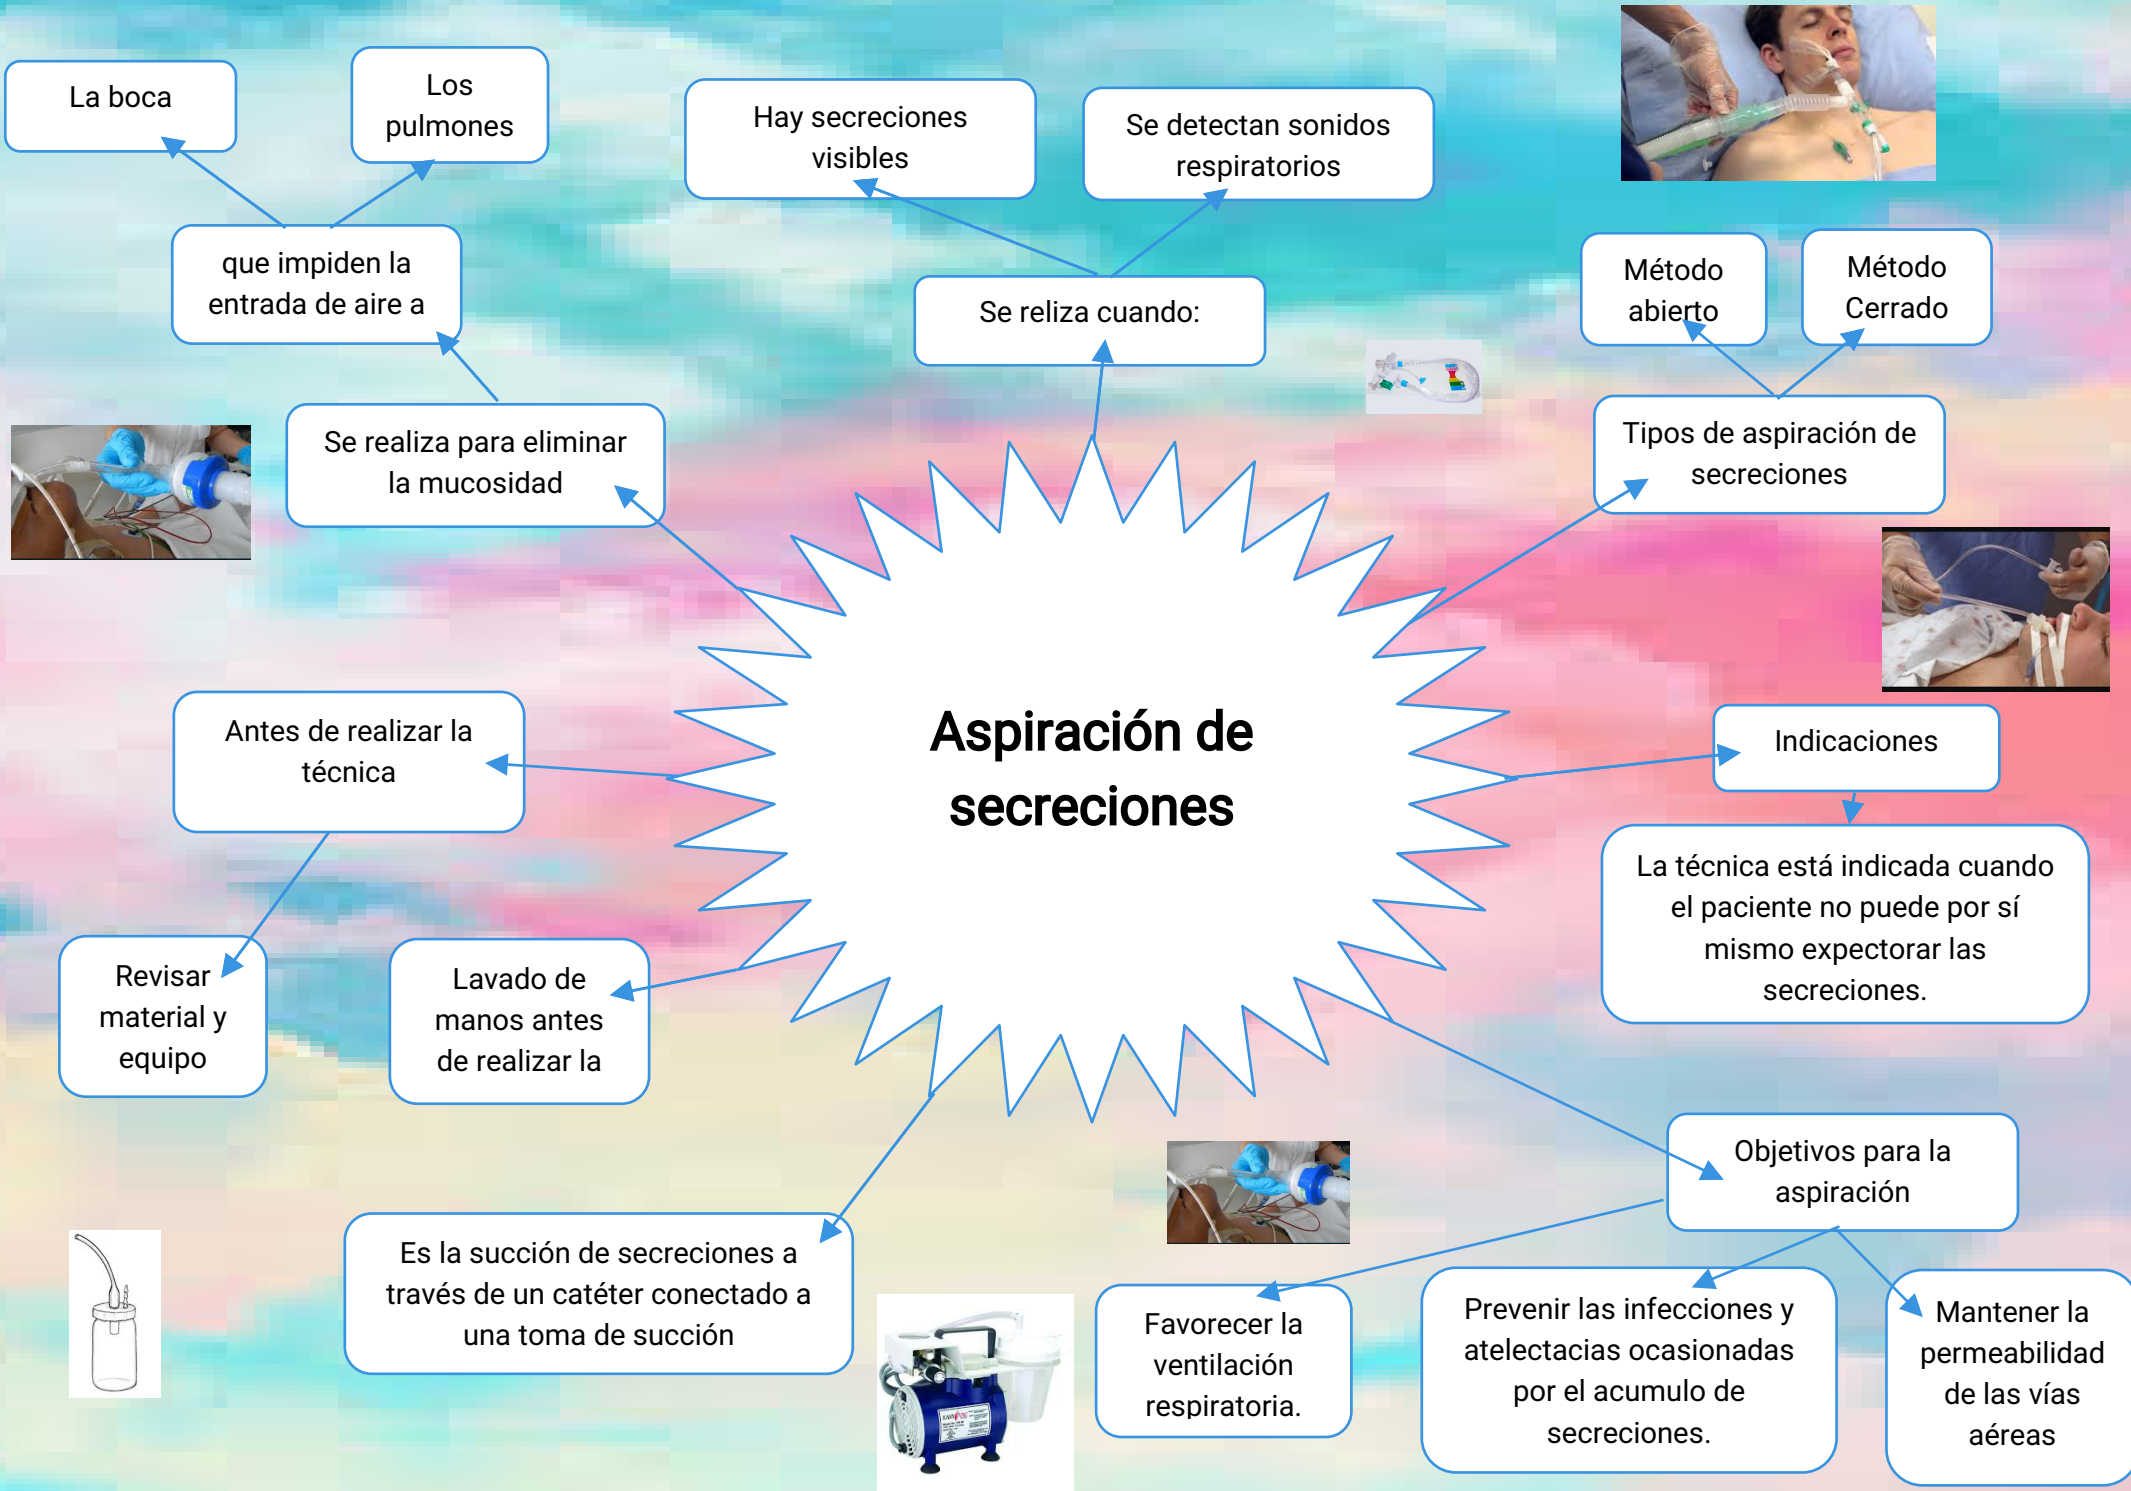 La boca
Los
pulmones
Hay secreciones
visibles
Se detectan sonidos
respiratorios
que impiden la
entrada de aire a
Se reliza cuando:
Método
abierto
Método
Cerrado
Se realiza para eliminar
la mucosidad
Tipos de aspiración de
secreciones
Aspiración de
secreciones
Antes de realizar la
técnica
Indicaciones
La técnica está indicada cuando
el paciente no puede por sí
mismo expectorar las
secreciones.
Revisar
material y
equipo
Lavado de
manos antes
de realizar la
Objetivos para la
aspiración
Es la succión de secreciones a
través de un catéter conectado a
una toma de succión
Favorecer la
ventilación
respiratoria.
Prevenir las infecciones y
atelectacias ocasionadas
por el acumulo de
secreciones.
Mantener la
permeabilidad
de las vías
aéreas